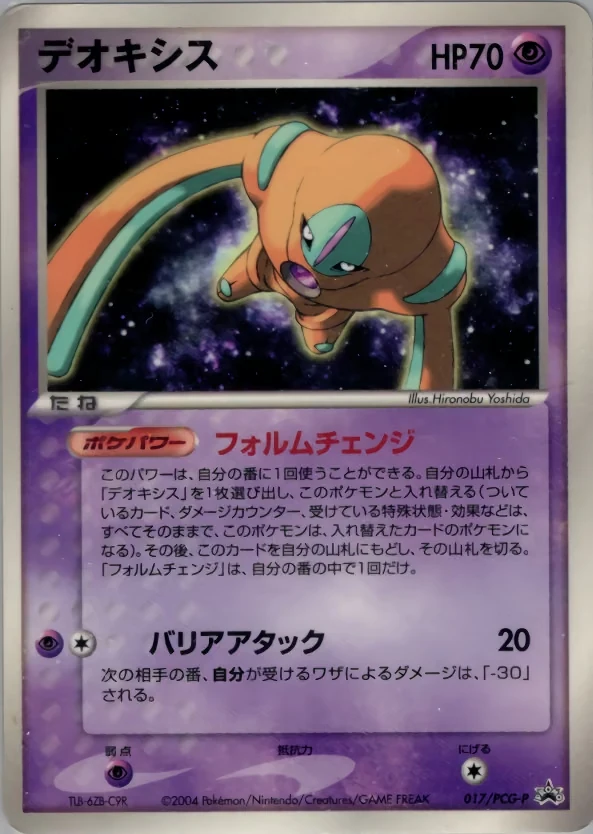 デオキシス HP70
たね
Illus.Hironobu Yoshida
ポケパワー フォルムチェンジ
このパワーは、自分の番に1回使うことができる。自分の山札から
「デオキシス」を1枚選び出し、このポケモンと入れ替える(ついて
いるカード、ダメージカウンター、受けている特殊状態・効果などは、
すべてそのままで、このポケモンは、入れ替えたカードのポケモンに
なる)。その後、このカードを自分の山札にもどし、その山札を切る。
「フォルムチェンジ」は、自分の番の中で1回だけ。
バリアアタック 20
次の相手の番、自分が受けるワザによるダメージは、「-30」
される。
弱点 抵抗力 にげる
TLB-6ZB-C9R ©2004 Pokémon/Nintendo/Creatures/GAME FREAK 017/PCG-P